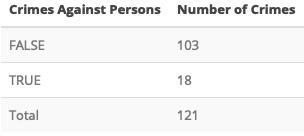 Crimes Against Persons Number of Crimes
FALSE 103
TRUE 18
Total 121